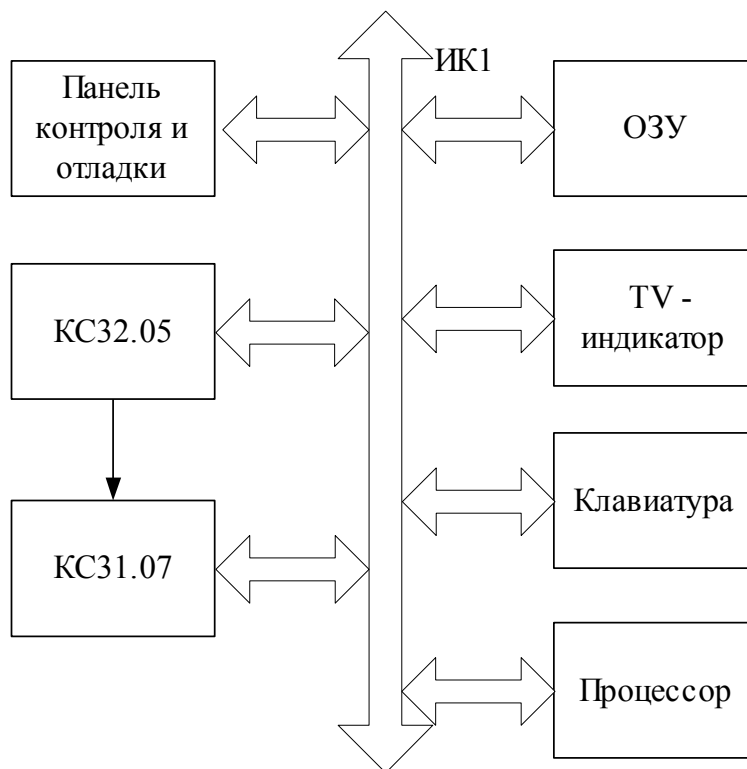 ИК1
Панель
контроля и
отладки
ОЗУ
КС32.05
TV -
индикатор
КС31.07
Клавиатура
Процессор